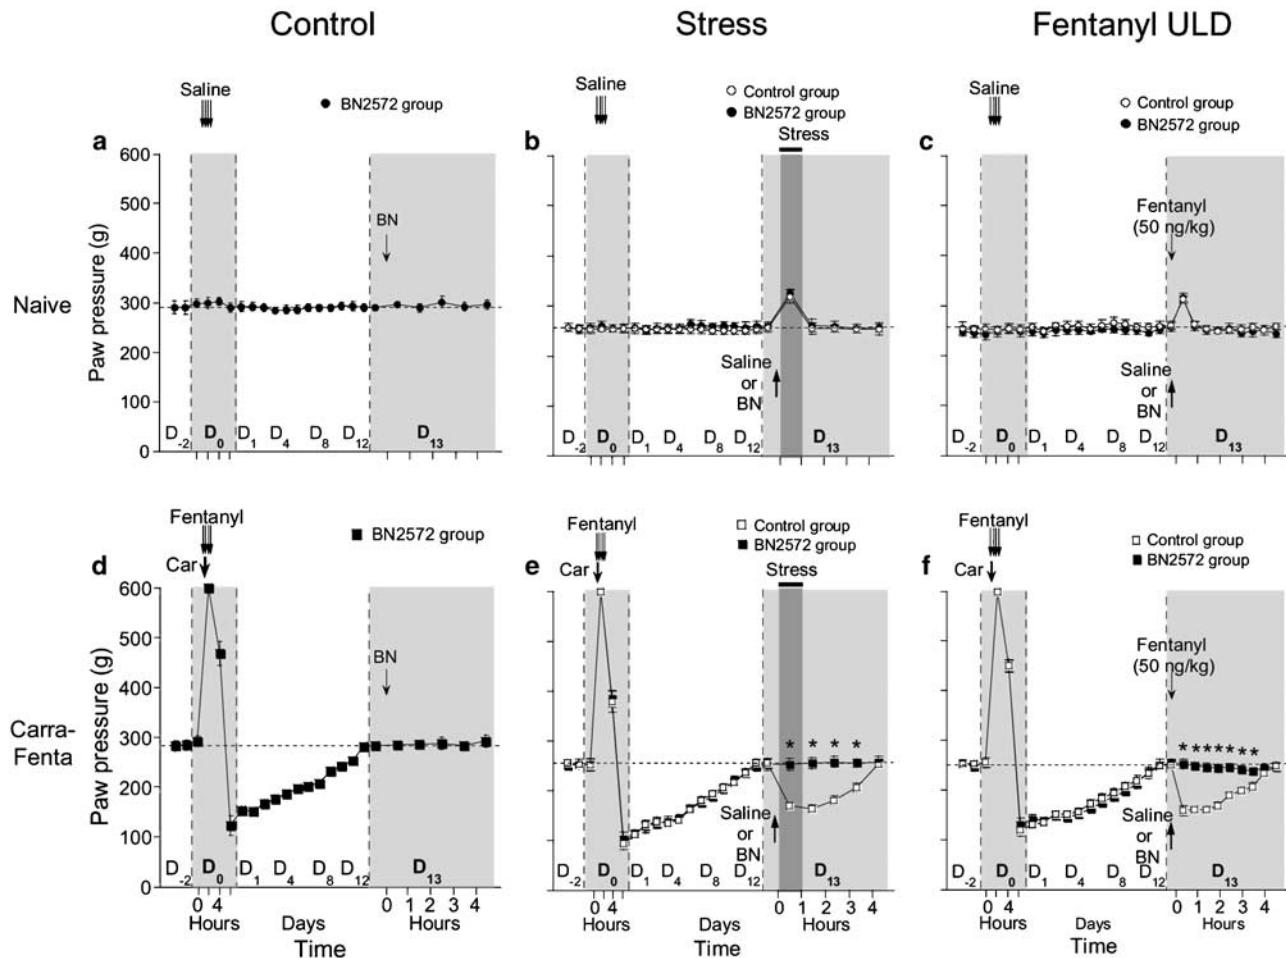 Control Stress Fentanyl ULD
Saline
BN2572 group
Saline
Control group
BN2572 group
Stress
Saline
Control group
BN2572 group
a
b
c
Naive
Paw pressure (g)
600
500
400
300
200
100
0
BN
D-2 D0 D1 D4 D8 D12 D13
Saline
or
BN
D-2 D0 D1 D4 D8 D12 D13
Fentanyl
(50 ng/kg)
Saline
or
BN
D-2 D0 D1 D4 D8 D12 D13
Fentanyl
Car
BN2572 group
Fentanyl
Car
Control group
BN2572 group
Stress
Fentanyl
Car
Control group
BN2572 group
d
e
f
Carra-
Fenta
Paw pressure (g)
600
500
400
300
200
100
0
BN
D-2 D0 D1 D4 D8 D12 D13
0 4 0 1 2 3 4
Hours Days Hours
Time
* * * *
Saline
or
BN
D-2 D0 D1 D4 D8 D12 D13
0 4 0 1 2 3 4
Hours Days Hours
Time
Fentanyl
(50 ng/kg)
* * * * * * *
Saline
or
BN
D-2 D0 D1 D4 D8 D12 D13
0 4 0 1 2 3 4
Hours Days Hours
Time